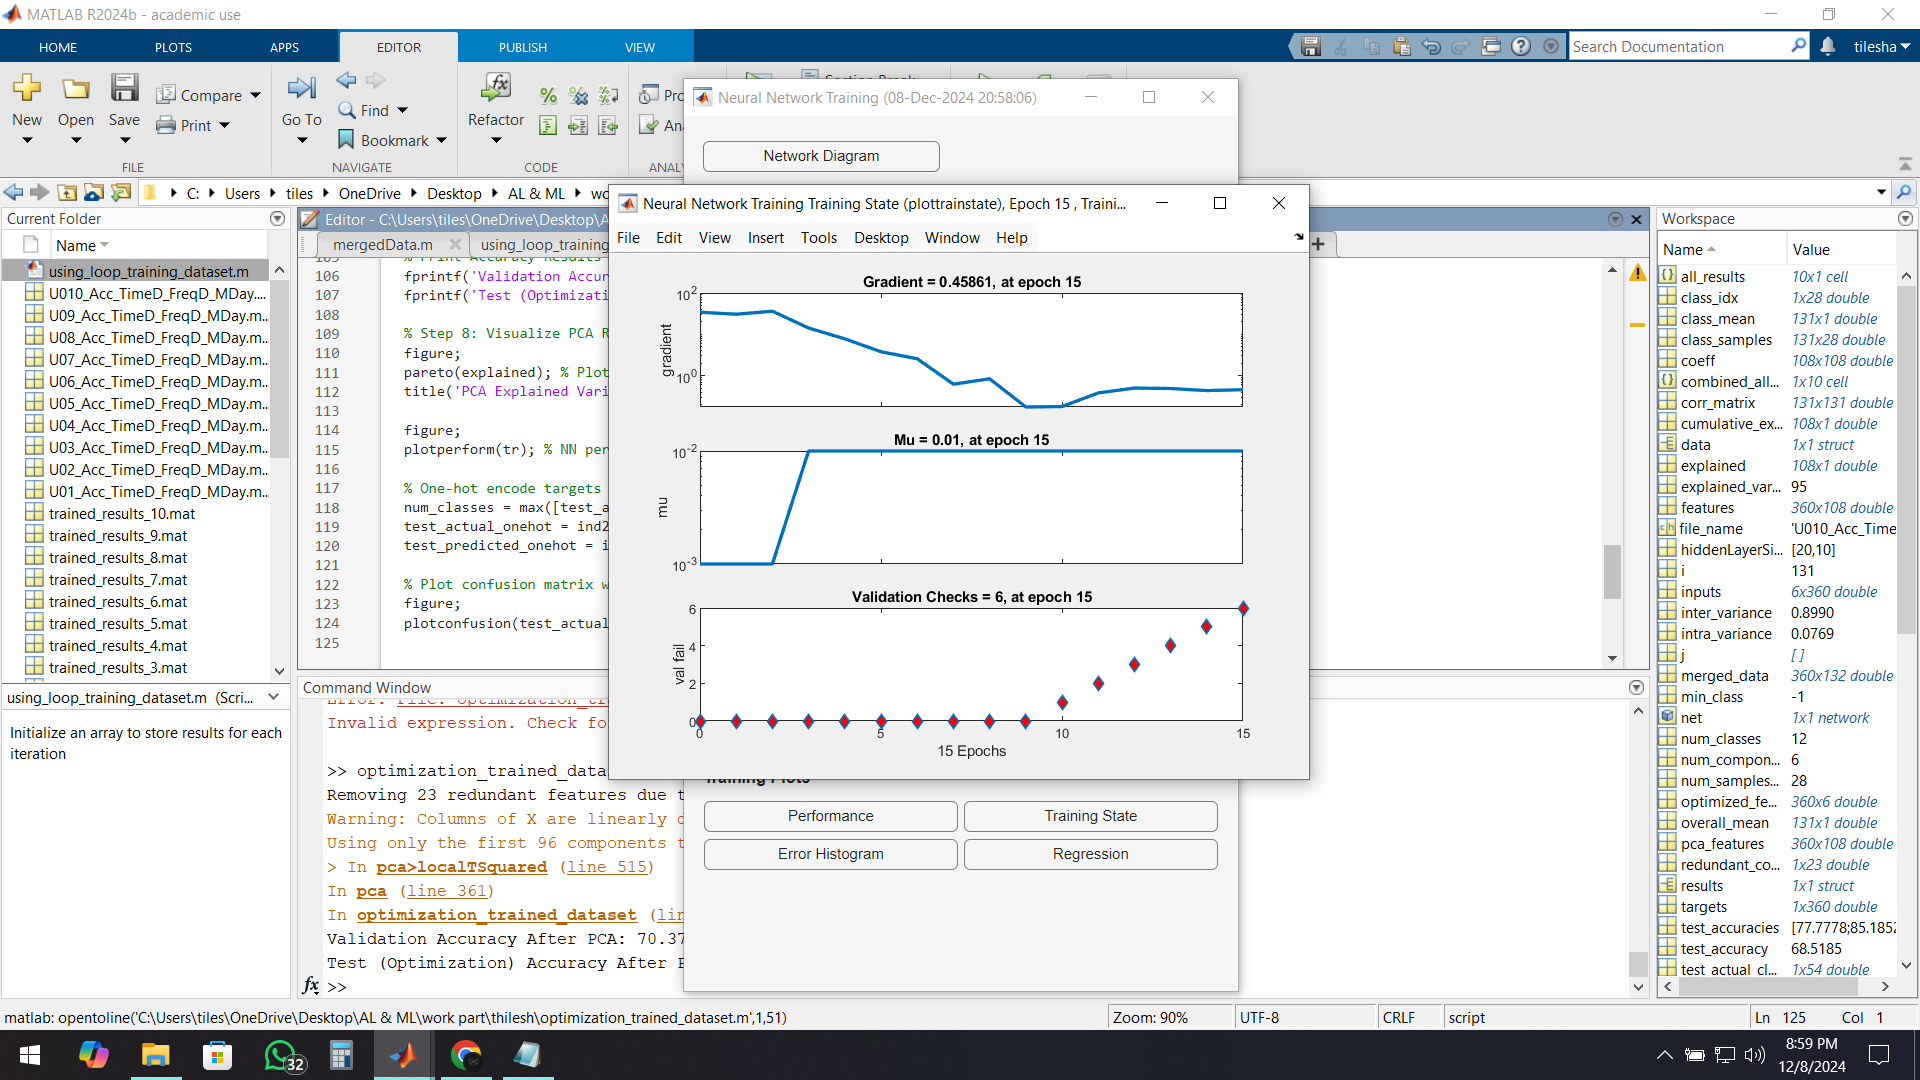 MATLAB R2024b - academic use
HOME PLOTS APPS EDITOR PUBLISH VIEW
Search Documentation
tilesha
New
Open
Save
Compare
Print
Go To
Find
Bookmark
Refactor
FILE
NAVIGATE
CODE
C: Users tiles OneDrive Desktop AL & ML
Current Folder
Name
using_loop_training_dataset.m
U010_Acc_TimeD_FreqD_MDay....
U09_Acc_TimeD_FreqD_MDay.m...
U08_Acc_TimeD_FreqD_MDay.m...
U07_Acc_TimeD_FreqD_MDay.m...
U06_Acc_TimeD_FreqD_MDay.m...
U05_Acc_TimeD_FreqD_MDay.m...
U04_Acc_TimeD_FreqD_MDay.m...
U03_Acc_TimeD_FreqD_MDay.m...
U02_Acc_TimeD_FreqD_MDay.m...
U01_Acc_TimeD_FreqD_MDay.m...
trained_results_10.mat
trained_results_9.mat
trained_results_8.mat
trained_results_7.mat
trained_results_6.mat
trained_results_5.mat
trained_results_4.mat
trained_results_3.mat
using_loop_training_dataset.m (Scri...
Initialize an array to store results for each
iteration
Editor - C:\Users\tiles\OneDrive\Desktop\A
mergedData.m
using_loop_training
105 % Print Accuracy Results
106 fprintf('Validation Accur
107 fprintf('Test (Optimizati
108
109 % Step 8: Visualize PCA R
110 figure;
111 pareto(explained); % Plot
112 title('PCA Explained Vari
113
114 figure;
115 plotperform(tr); % NN per
116
117 % One-hot encode targets
118 num_classes = max([test_a
119 test_actual_onehot = ind2
120 test_predicted_onehot = i
121
122 % Plot confusion matrix w
123 figure;
124 plotconfusion(test_actual
125
Command Window
Invalid expression. Check fo
>> optimization_trained_data
Removing 23 redundant features due t
Warning: Columns of X are linearly
Using only the first 96 components t
> In pca>localTSquared (line 515)
In pca (line 361)
In optimization_trained_dataset (lin
Validation Accuracy After PCA: 70.37
Test (Optimization) Accuracy After P
fx >>
Neural Network Training (08-Dec-2024 20:58:06)
Network Diagram
Neural Network Training Training State (plottrainstate), Epoch 15 , Traini...
File Edit View Insert Tools Desktop Window Help
Gradient = 0.45861, at epoch 15
gradient
10^2
10^0
Mu = 0.01, at epoch 15
mu
10^-2
10^-3
Validation Checks = 6, at epoch 15
val fail
6
4
2
0
0 5 10 15
15 Epochs
Training Plots
Performance
Training State
Error Histogram
Regression
Workspace
Name Value
all_results 10x1 cell
class_idx 1x28 double
class_mean 131x1 double
class_samples 131x28 double
coeff 108x108 double
combined_all... 1x10 cell
corr_matrix 131x131 double
cumulative_ex... 108x1 double
data 1x1 struct
explained 108x1 double
explained_var... 95
features 360x108 double
file_name 'U010_Acc_Time
hiddenLayerSi... [20,10]
i 131
inputs 6x360 double
inter_variance 0.8990
intra_variance 0.0769
j [ ]
merged_data 360x132 double
min_class -1
net 1x1 network
num_classes 12
num_compon... 6
num_samples... 28
optimized_fe... 360x6 double
overall_mean 131x1 double
pca_features 360x108 double
redundant_co... 1x23 double
results 1x1 struct
targets 1x360 double
test_accuracies [77.7778;85.1852
test_accuracy 68.5185
test_actual_cl... 1x54 double
matlab: opentoline('C:\Users\tiles\OneDrive\Desktop\AL & ML\work part\thilesh\optimization_trained_dataset.m',1,51)
Zoom: 90%
UTF-8
CRLF
script
Ln 125 Col 1
32
8:59 PM
12/8/2024